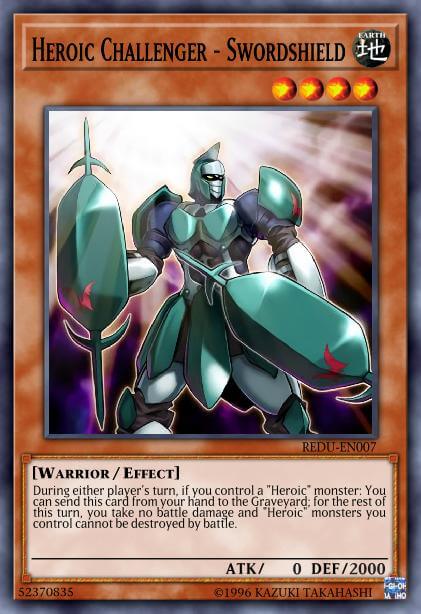 HEROIC CHALLENGER - SWORDSHIELD
EARTH
地
REDU-EN007
[WARRIOR / EFFECT]
During either player's turn, if you control a "Heroic" monster: You
can send this card from your hand to the Graveyard; for the rest of
this turn, you take no battle damage and "Heroic" monsters you
control cannot be destroyed by battle.
ATK/ 0 DEF/2000
52370835
©1996 KAZUKI TAKAHASHI